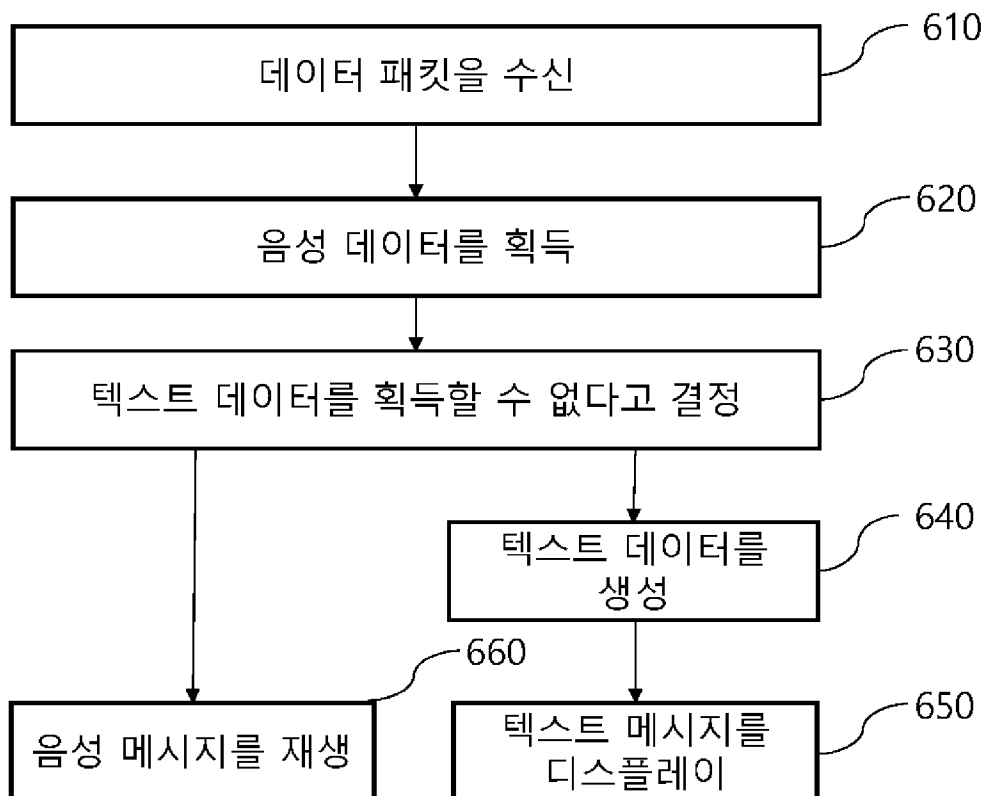 610
데이터 패킷을 수신
620
음성 데이터를 획득
630
텍스트 데이터를 획득할 수 없다고 결정
640
텍스트 데이터를
생성
660
음성 메시지를 재생
650
텍스트 메시지를
디스플레이